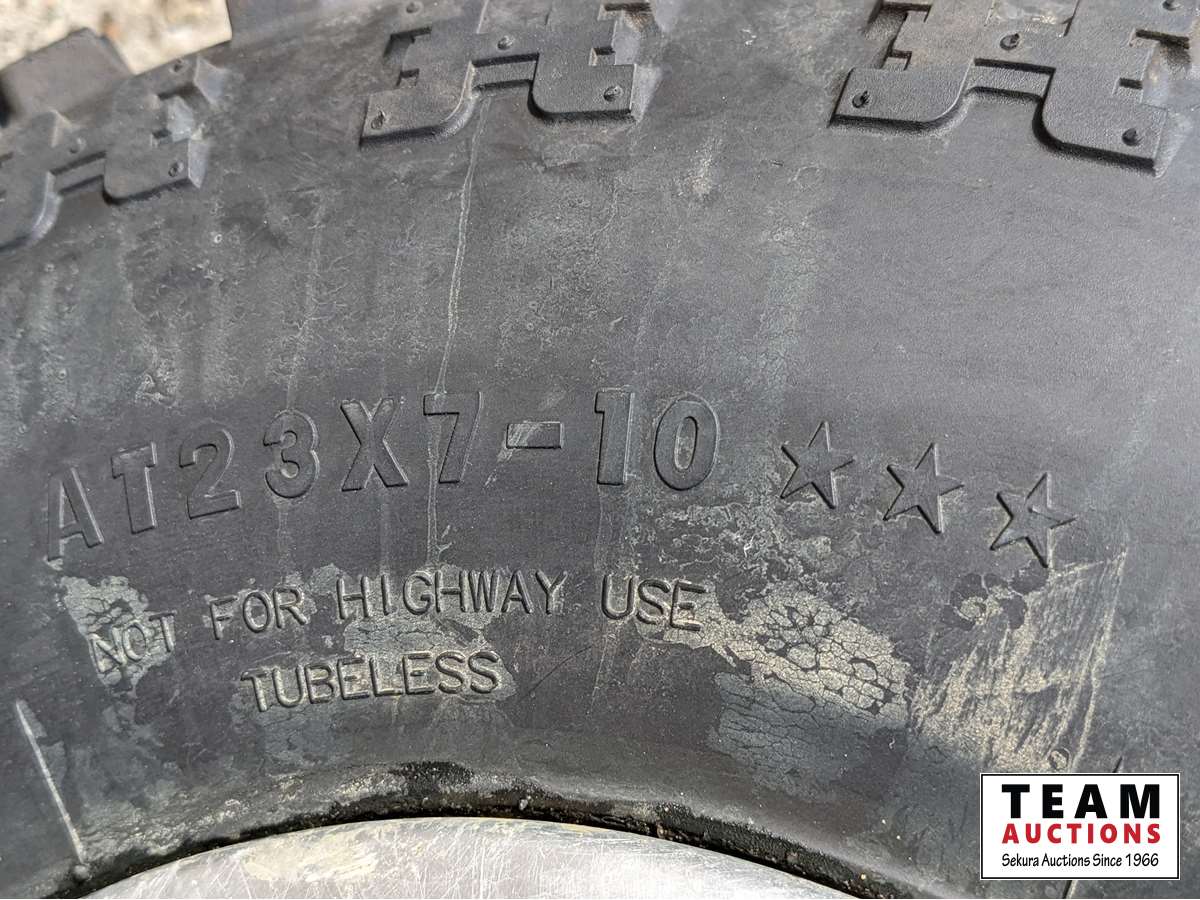 AT23X7-10 ★★★
NOT FOR HIGHWAY USE
TUBELESS
TEAM
AUCTIONS
Sekura Auctions Since 1966